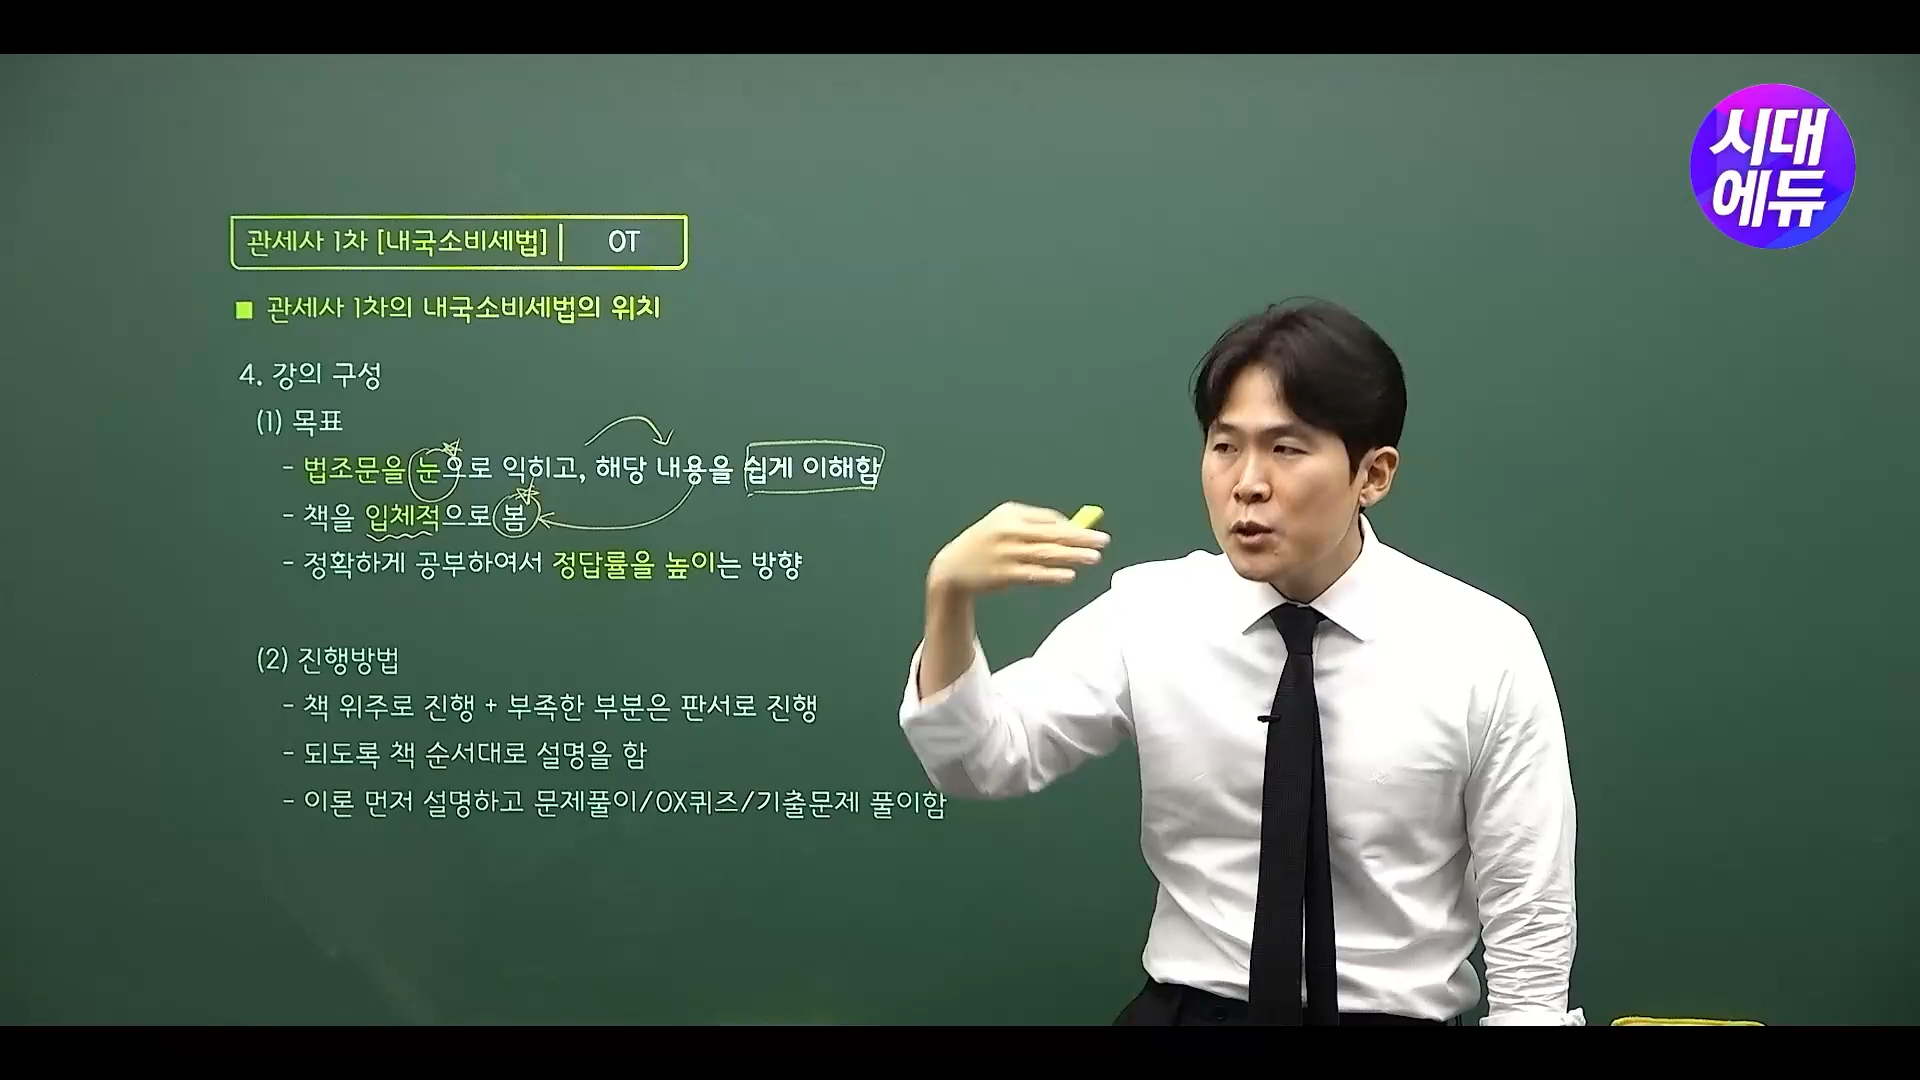 시대
에듀
관세사 1차 [내국소비세법] | OT
■ 관세사 1차의 내국소비세법의 위치
4. 강의 구성
(1) 목표
- 법조문을 눈으로 익히고, 해당 내용을 쉽게 이해함
- 책을 입체적으로 봄
- 정확하게 공부하여서 정답률을 높이는 방향
(2) 진행방법
- 책 위주로 진행 + 부족한 부분은 판서로 진행
- 되도록 책 순서대로 설명을 함
- 이론 먼저 설명하고 문제풀이/OX퀴즈/기출문제 풀이함